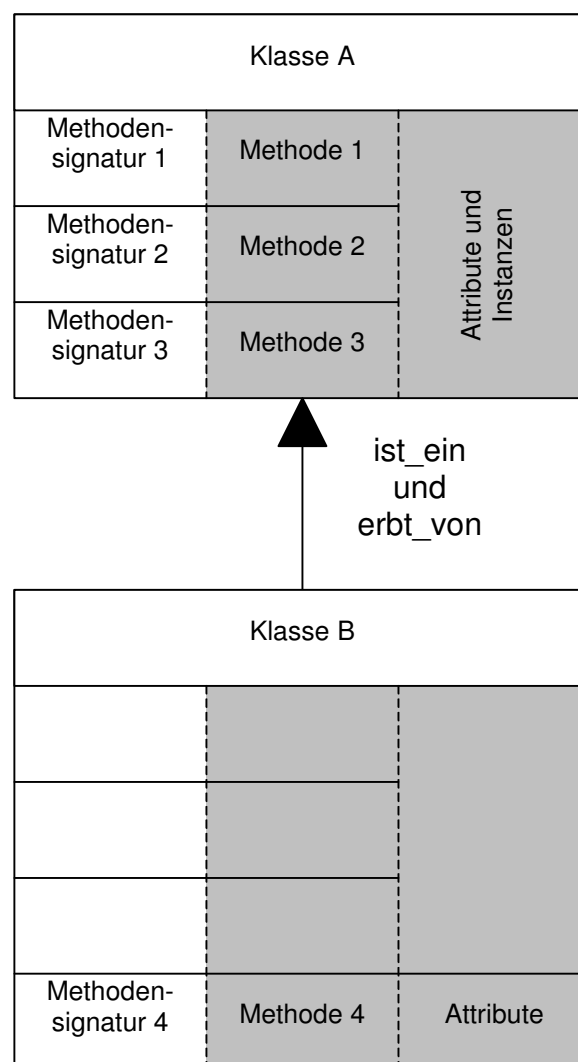 Klasse A
Methoden-
signatur 1
Methode 1
Methoden-
signatur 2
Methode 2
Methoden-
signatur 3
Methode 3
Attribute und
Instanzen
ist_ein
und
erbt_von
Klasse B
Methoden-
signatur 4
Methode 4
Attribute